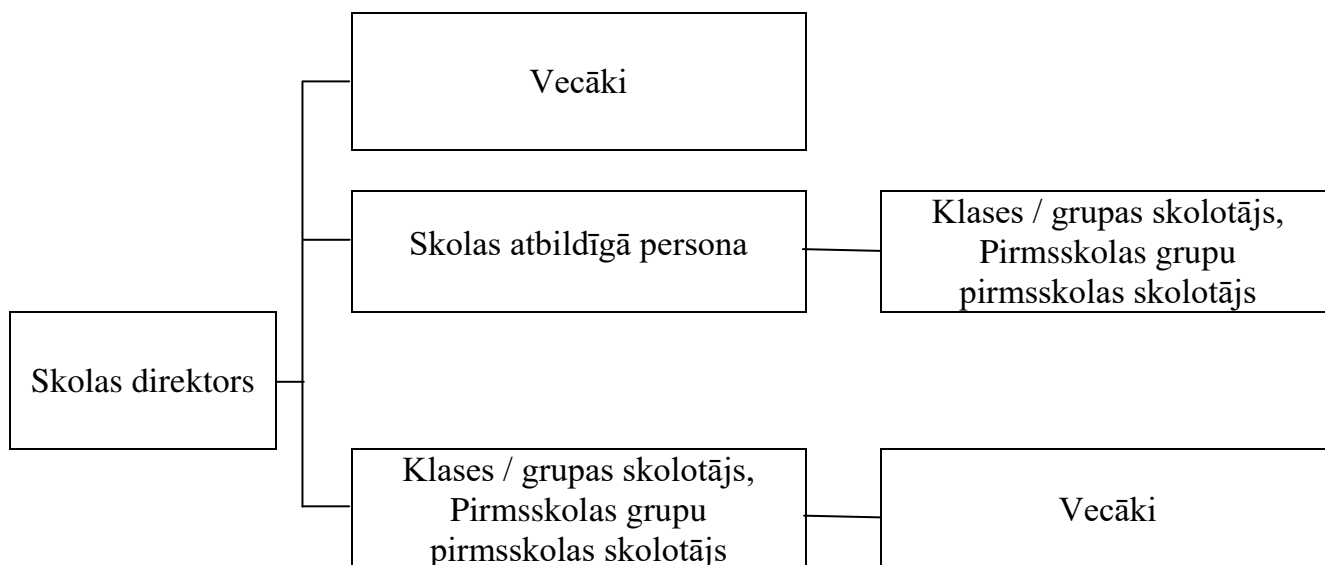 Vecāki
Skolas atbildīgā persona
Klases / grupas skolotājs,
Pirmsskolas grupu
pirmsskolas skolotājs
Skolas direktors
Klases / grupas skolotājs,
Pirmsskolas grupu
pirmsskolas skolotājs
Vecāki